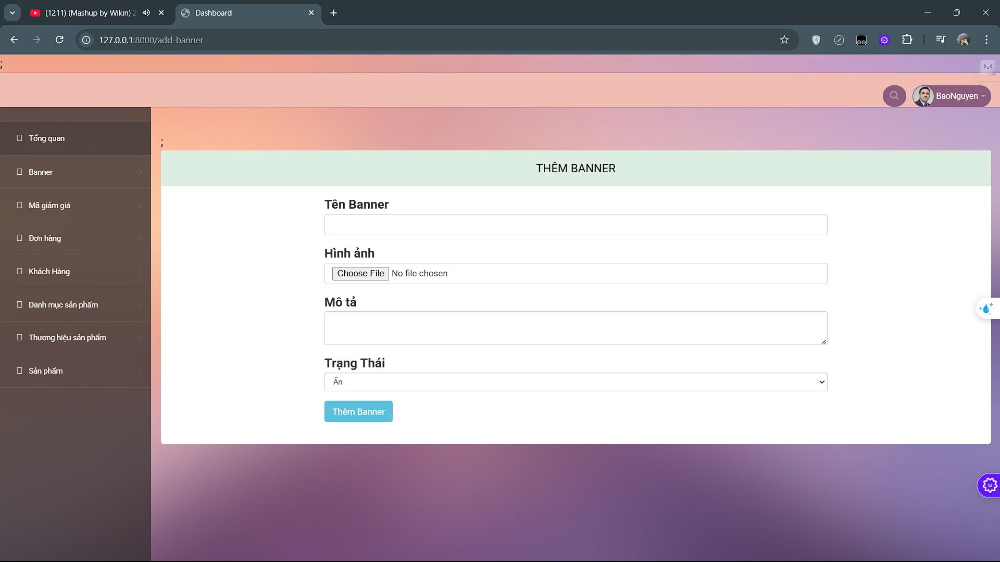 (1211) (Mashup by Wikin) 2
Dashboard
127.0.0.1:8000/add-banner
;
BaoNguyen
Tổng quan
Banner
Mã giảm giá
Đơn hàng
Khách Hàng
Danh mục sản phẩm
Thương hiệu sản phẩm
Sản phẩm
;
THÊM BANNER
Tên Banner
Hình ảnh
Choose File No file chosen
Mô tả
Trạng Thái
Ẩn
Thêm Banner